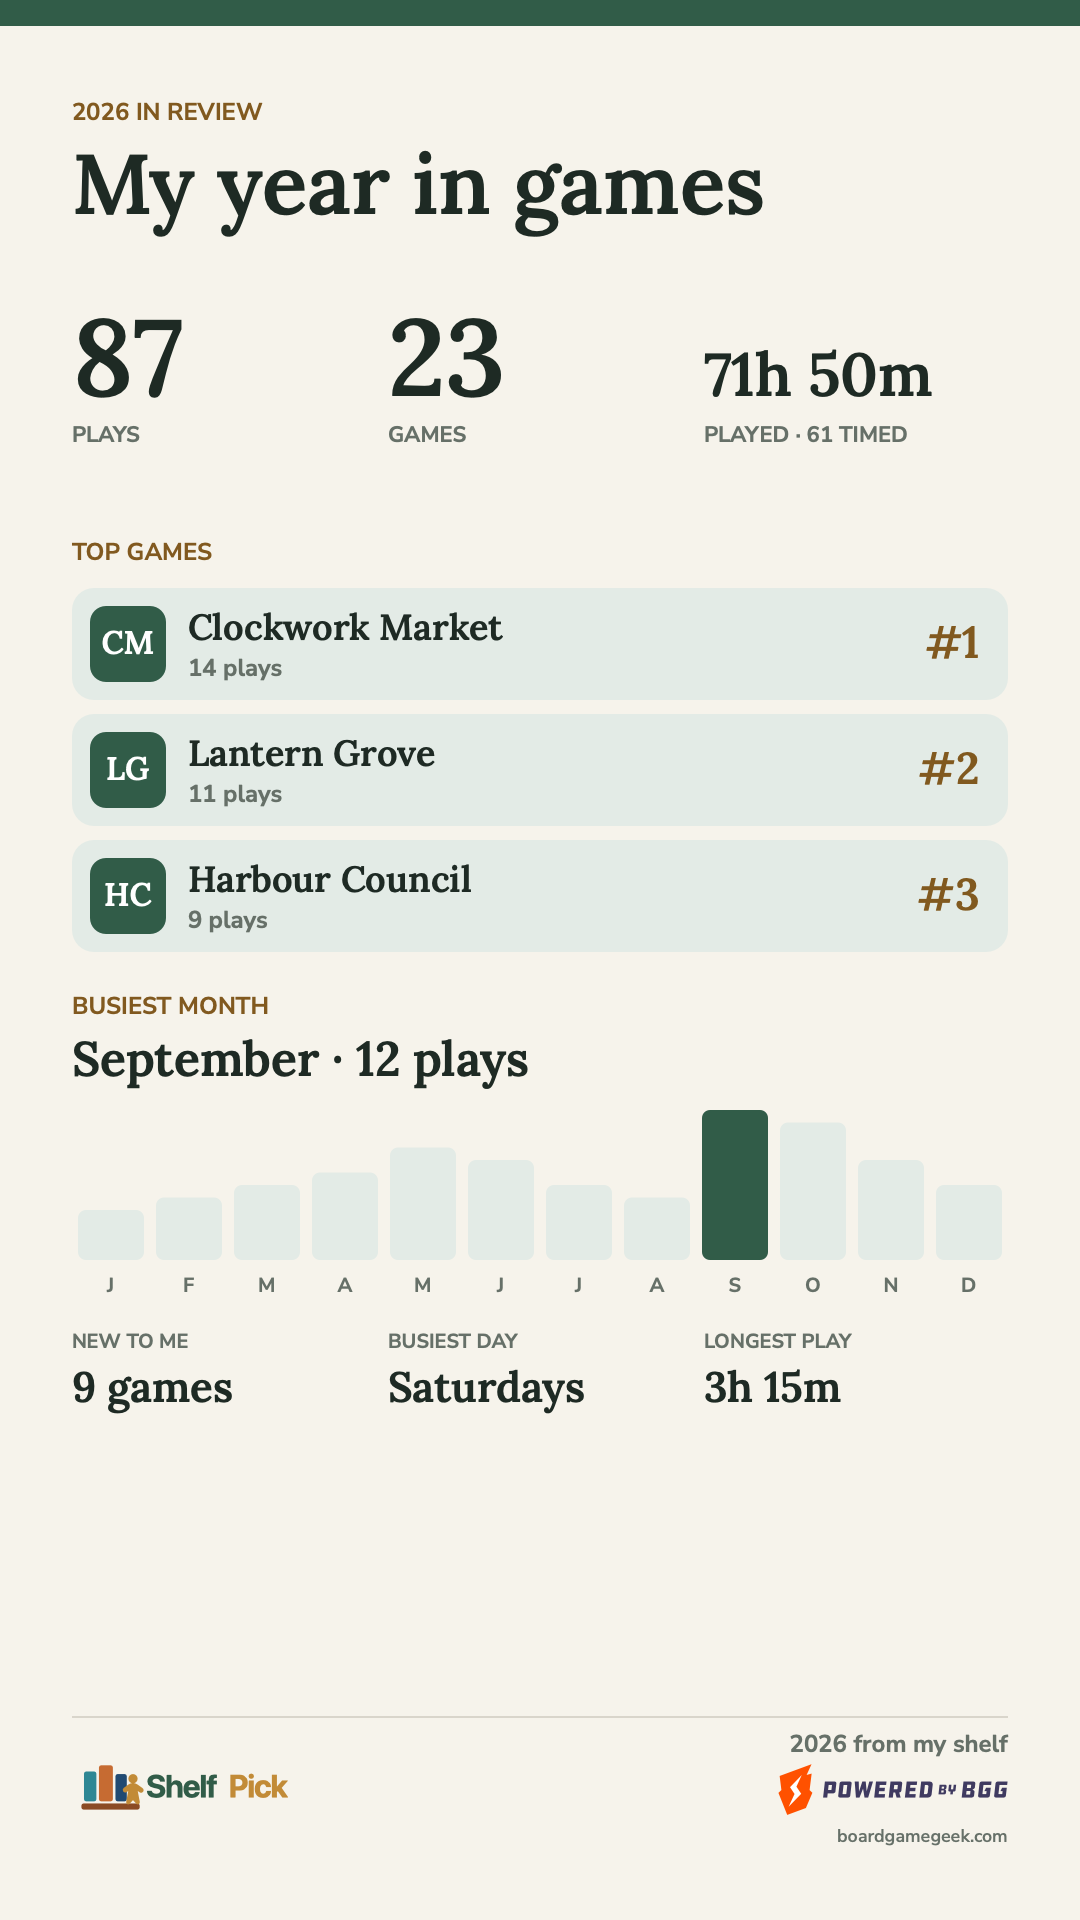 2026 IN REVIEW
My year in games
87 23 71h 50m
PLAYS GAMES PLAYED · 61 TIMED
TOP GAMES
CM Clockwork Market #1
14 plays
LG Lantern Grove #2
11 plays
HC Harbour Council #3
9 plays
BUSIEST MONTH
September · 12 plays
J F M A M J J A S O N D
NEW TO ME BUSIEST DAY LONGEST PLAY
9 games Saturdays 3h 15m
2026 from my shelf
Shelf Pick POWERED BY BGG
boardgamegeek.com